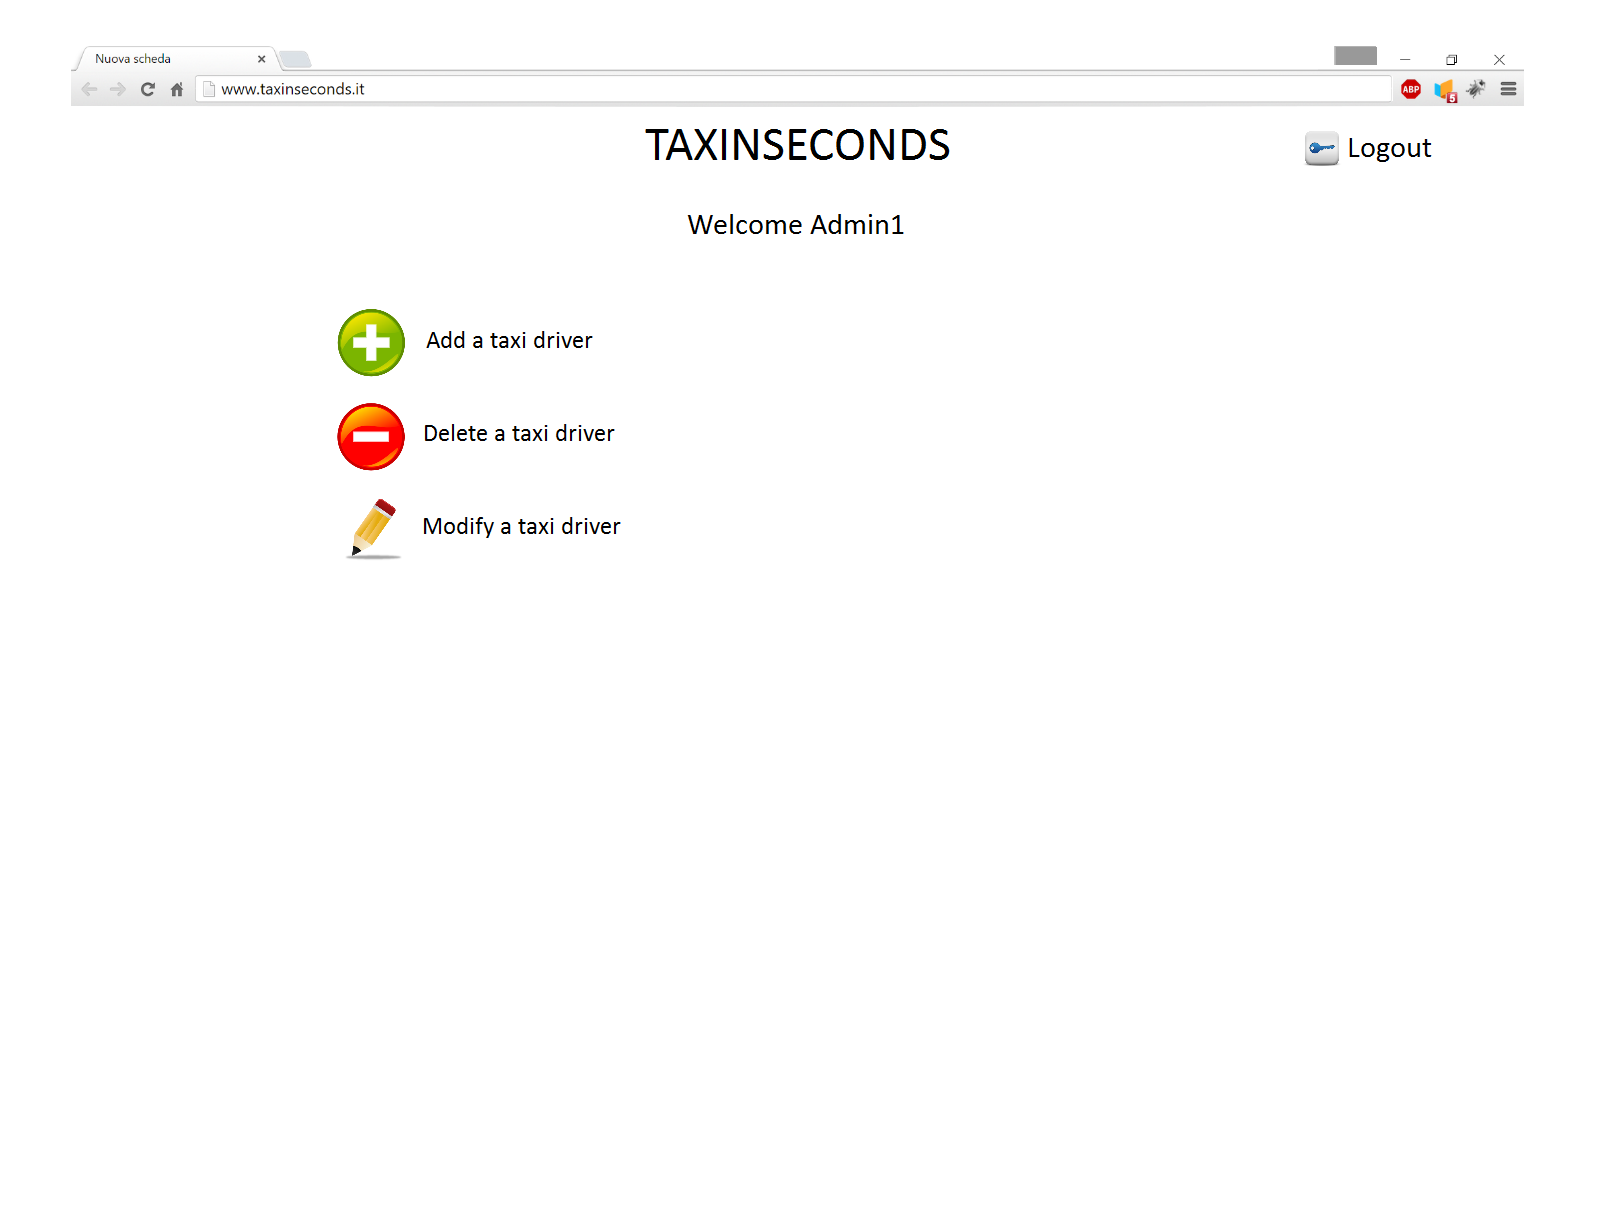 Nuova scheda
www.taxinseconds.it
ABP
5
TAXINSECONDS
Logout
Welcome Admin1
Add a taxi driver
Delete a taxi driver
Modify a taxi driver